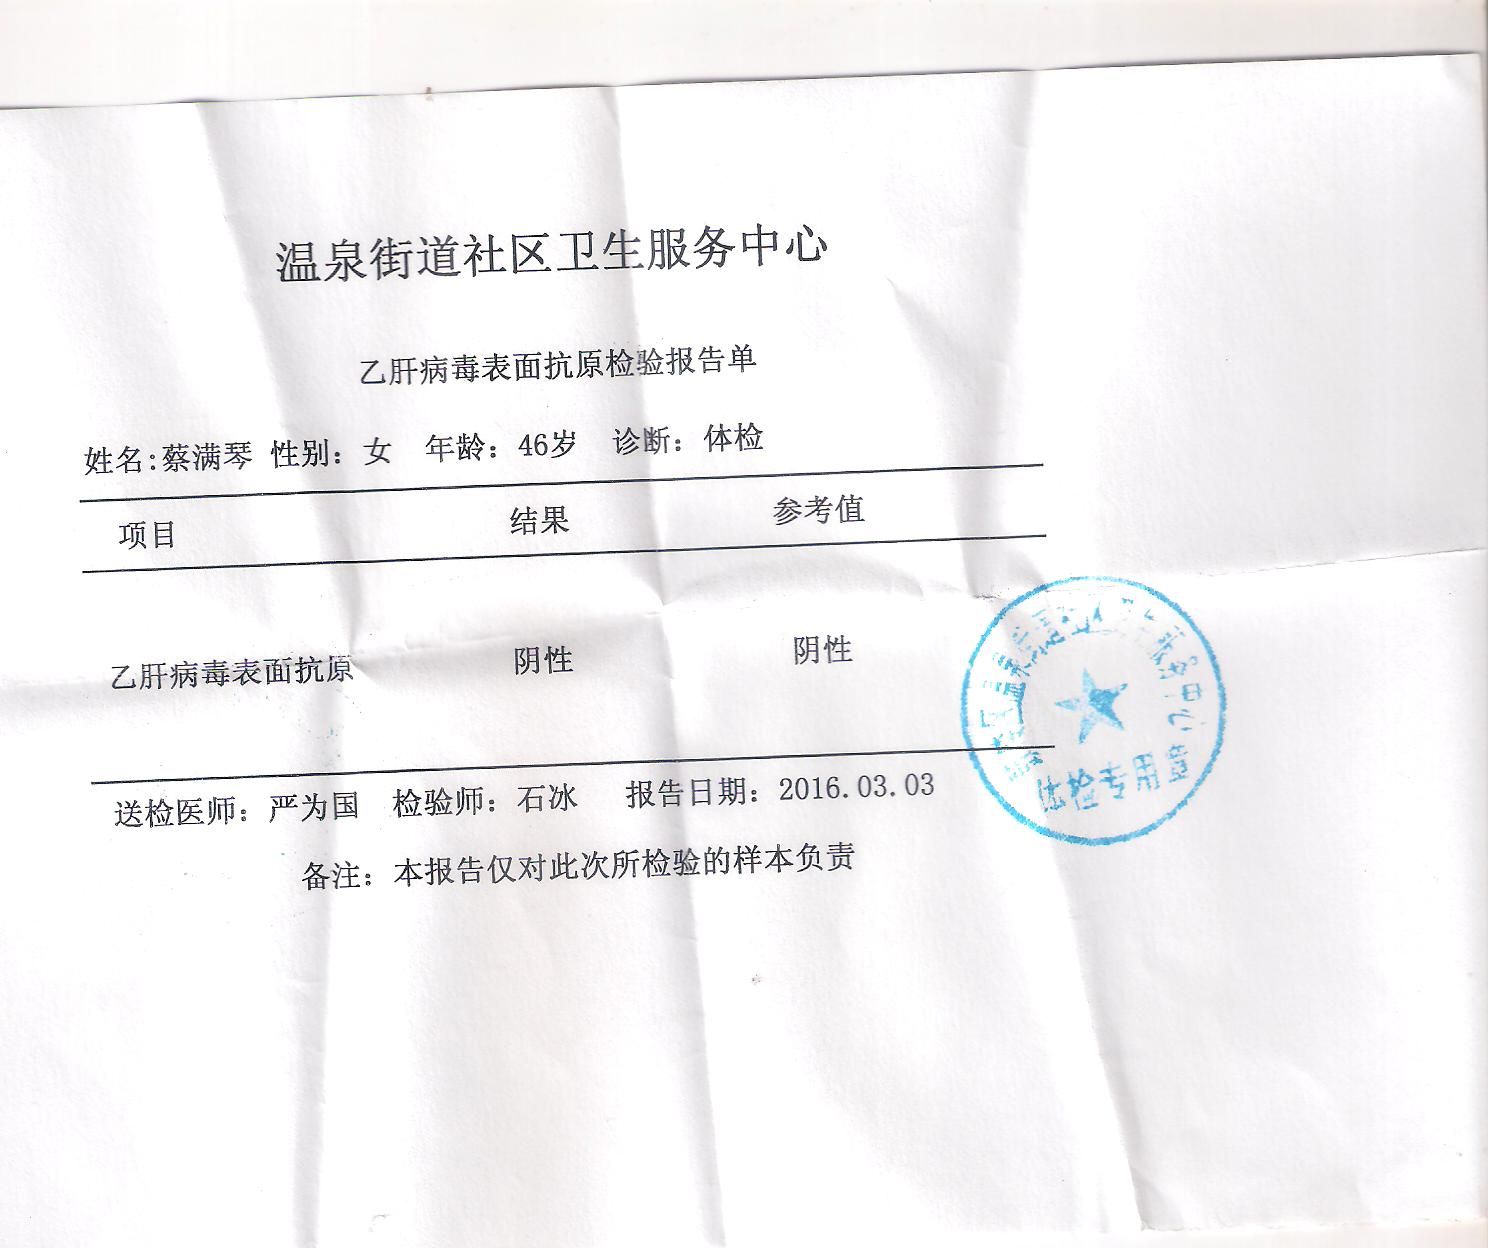 温泉街道社区卫生服务中心
乙肝病毒表面抗原检验报告单
姓名:蔡满琴 性别：女 年龄：46岁 诊断：体检
项目 结果 参考值
乙肝病毒表面抗原 阴性 阴性
送检医师：严为国 检验师：石冰 报告日期：2016.03.03
备注：本报告仅对此次所检验的样本负责
体检专用章